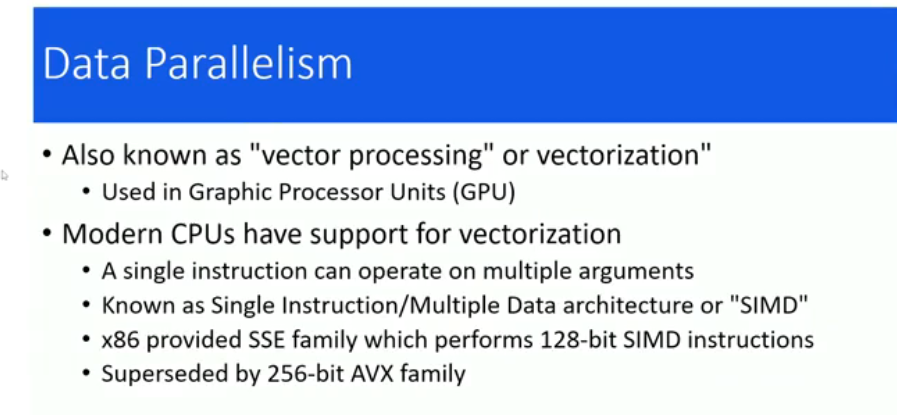 Data Parallelism
• Also known as "vector processing" or vectorization"
• Used in Graphic Processor Units (GPU)
• Modern CPUs have support for vectorization
• A single instruction can operate on multiple arguments
• Known as Single Instruction/Multiple Data architecture or "SIMD"
• x86 provided SSE family which performs 128-bit SIMD instructions
• Superseded by 256-bit AVX family